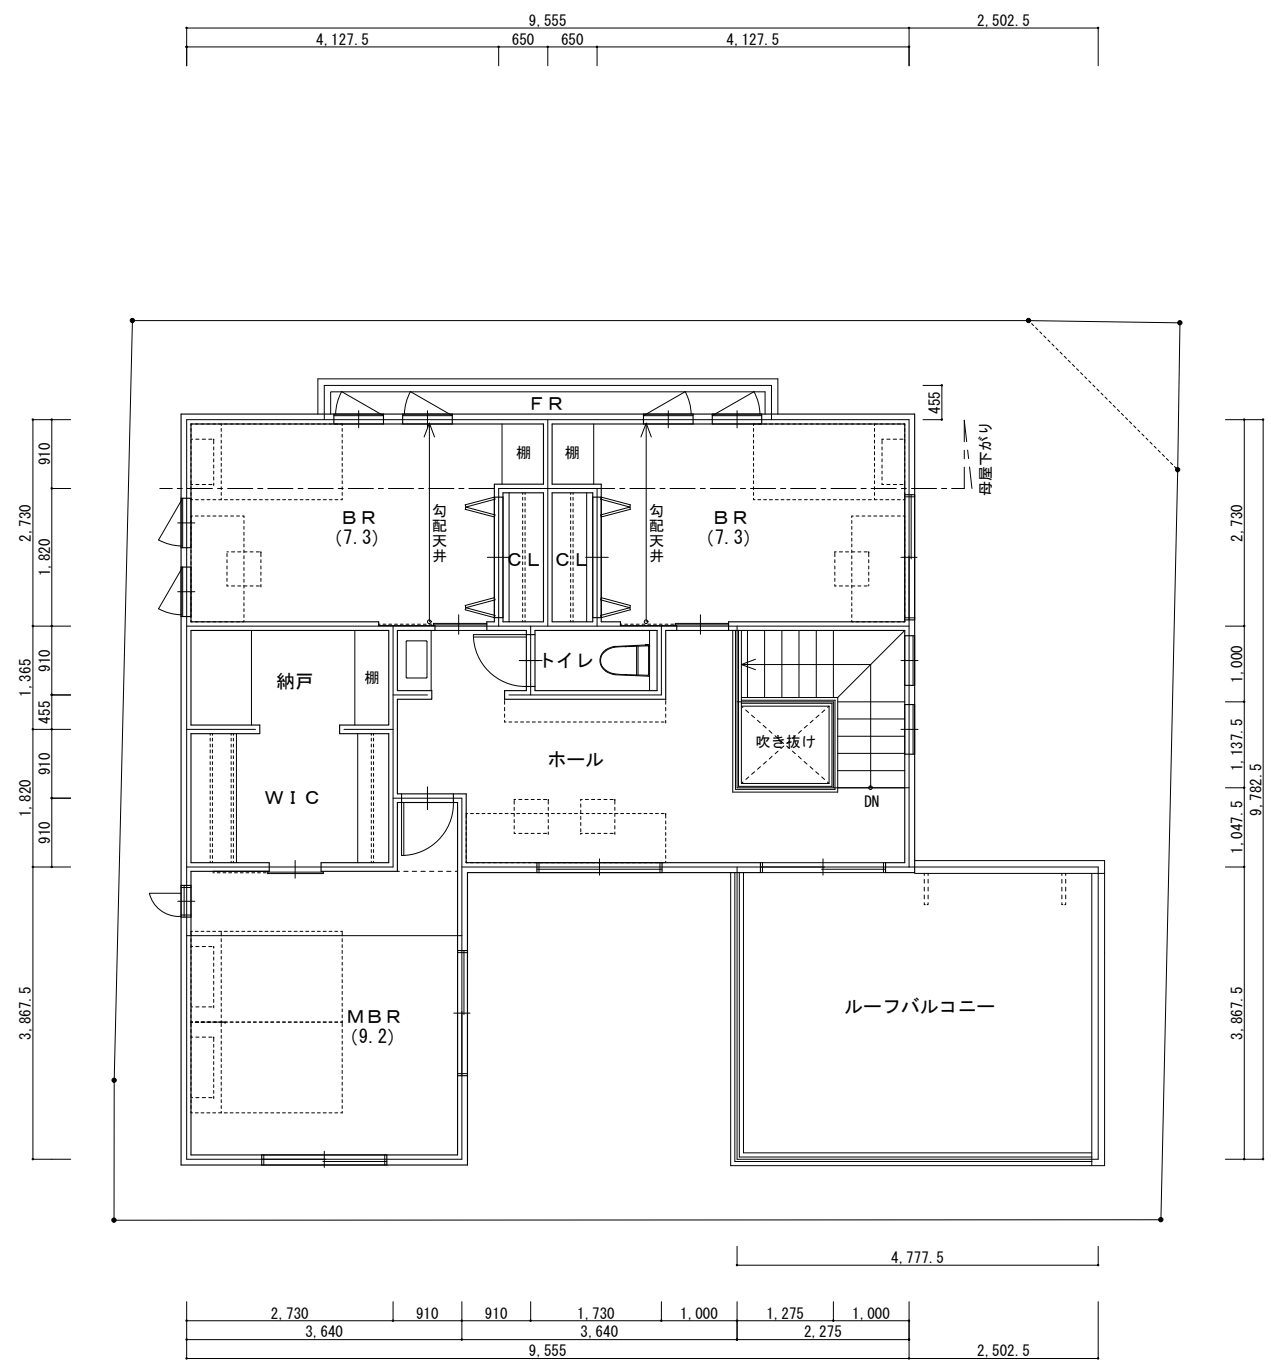 9,555
2,502.5
4,127.5
650
650
4,127.5
FR
455
母屋下がり
棚
棚
BR
(7.3)
勾配天井
CL
CL
勾配天井
BR
(7.3)
910
2,730
1,820
910
1,365
455
910
1,820
910
3,867.5
2,730
1,000
1,137.5
9,782.5
1,047.5
3,867.5
納戸
棚
トイレ
ホール
吹き抜け
DN
WIC
MBR
(9.2)
ルーフバルコニー
4,777.5
2,730
910
910
1,730
1,000
1,275
1,000
3,640
3,640
2,275
9,555
2,502.5